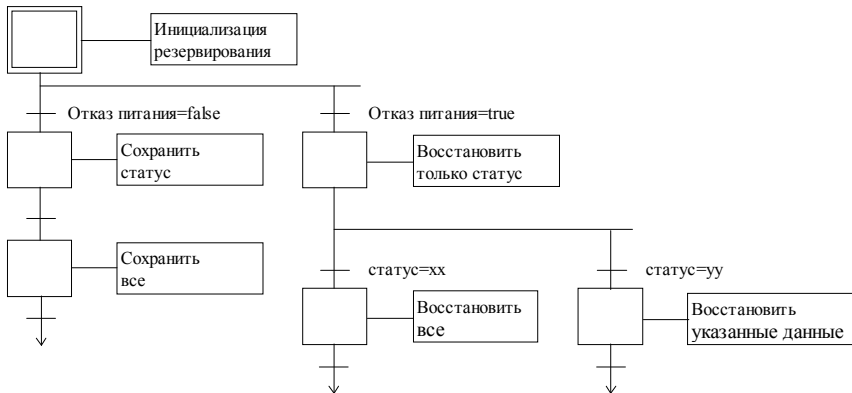 Инициализация
резервирования
Отказ питания=false
Отказ питания=true
Сохранить
статус
Восстановить
только статус
Сохранить
все
статус=xx
статус=yy
Восстановить
все
Восстановить
указанные данные